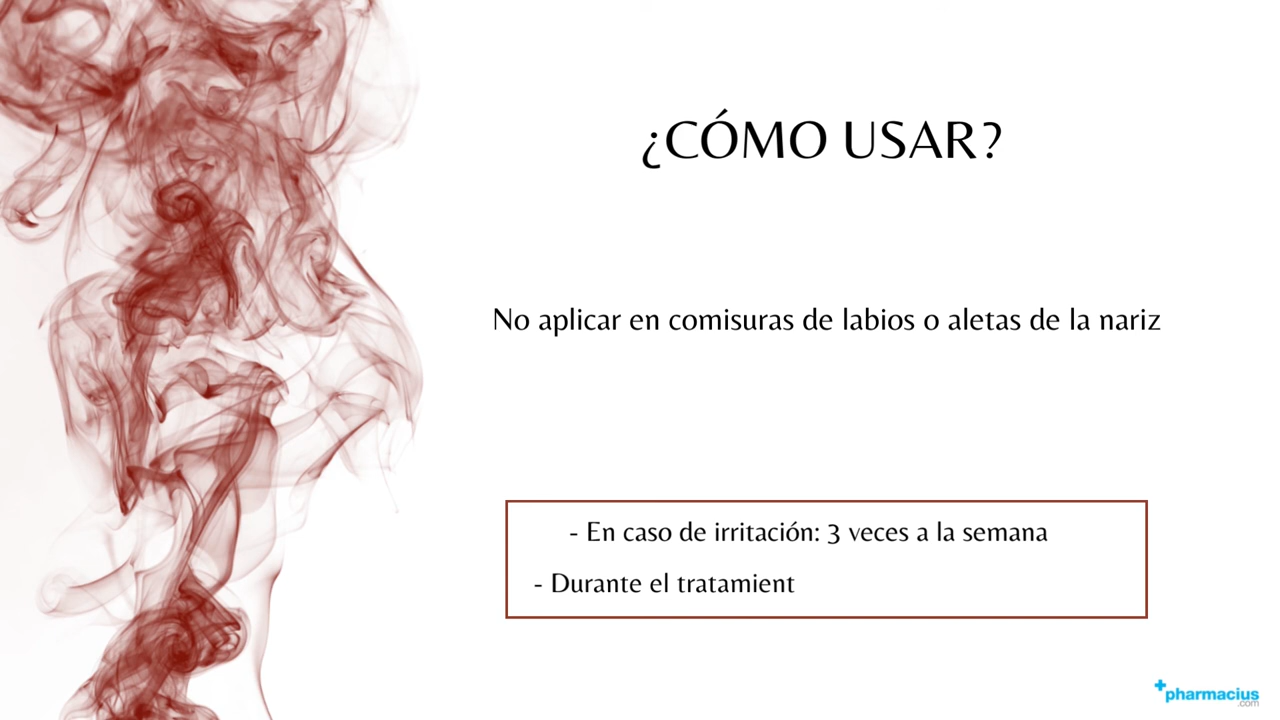 ¿CÓMO USAR?
No aplicar en comisuras de labios o aletas de la nariz
- En caso de irritación: 3 veces a la semana
- Durante el tratamient
+pharmacius
.com